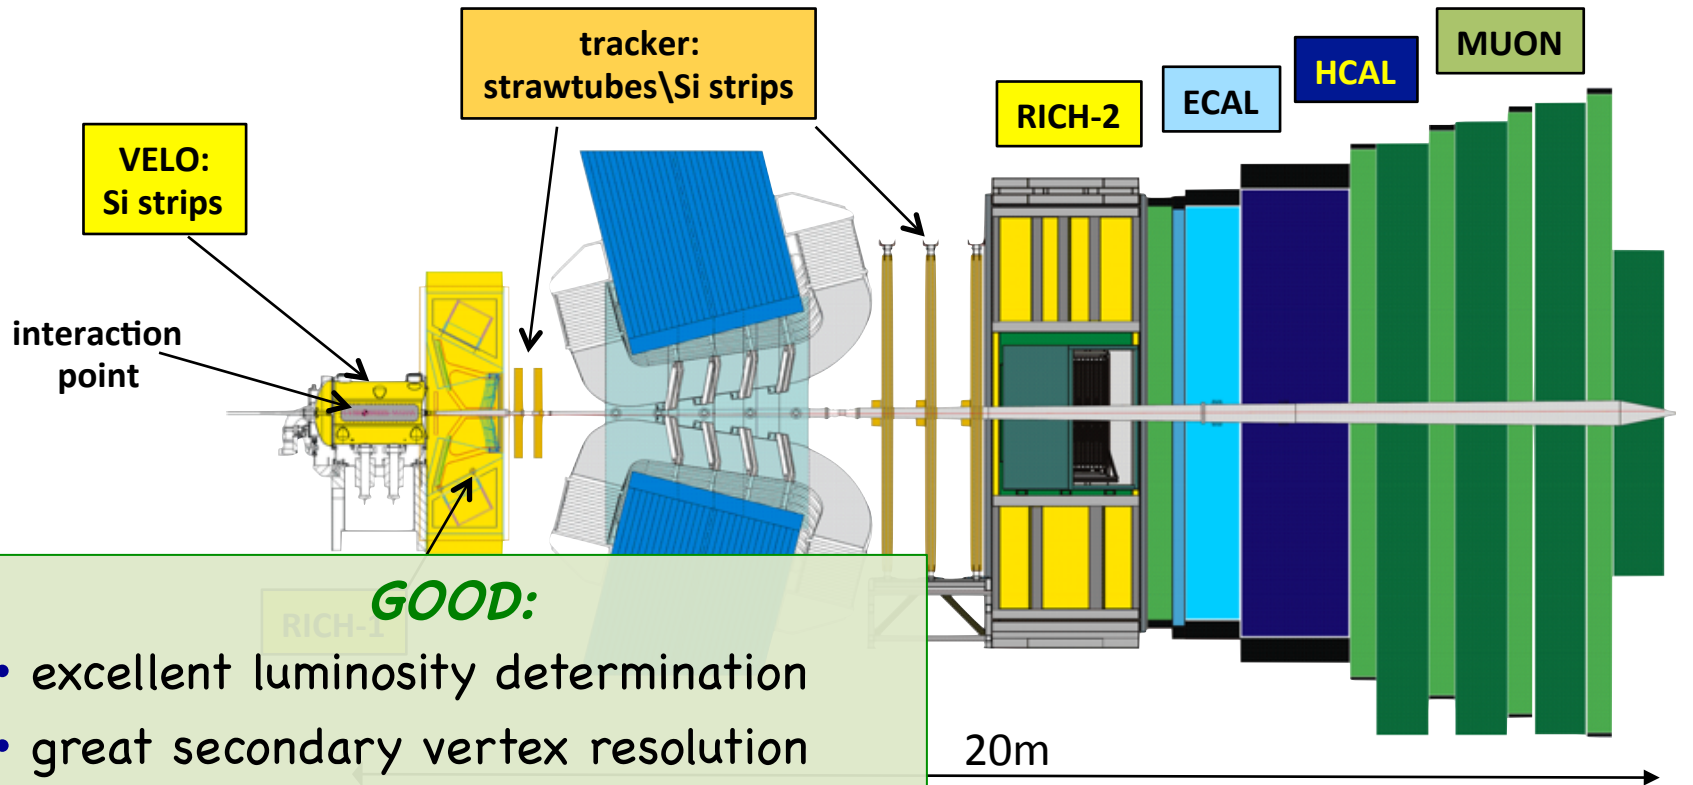 tracker:
strawtubes\Si strips
MUON
HCAL
ECAL
RICH-2
VELO:
Si strips
interaction
point
RICH-1
GOOD:
• excellent luminosity determination
• great secondary vertex resolution
20m